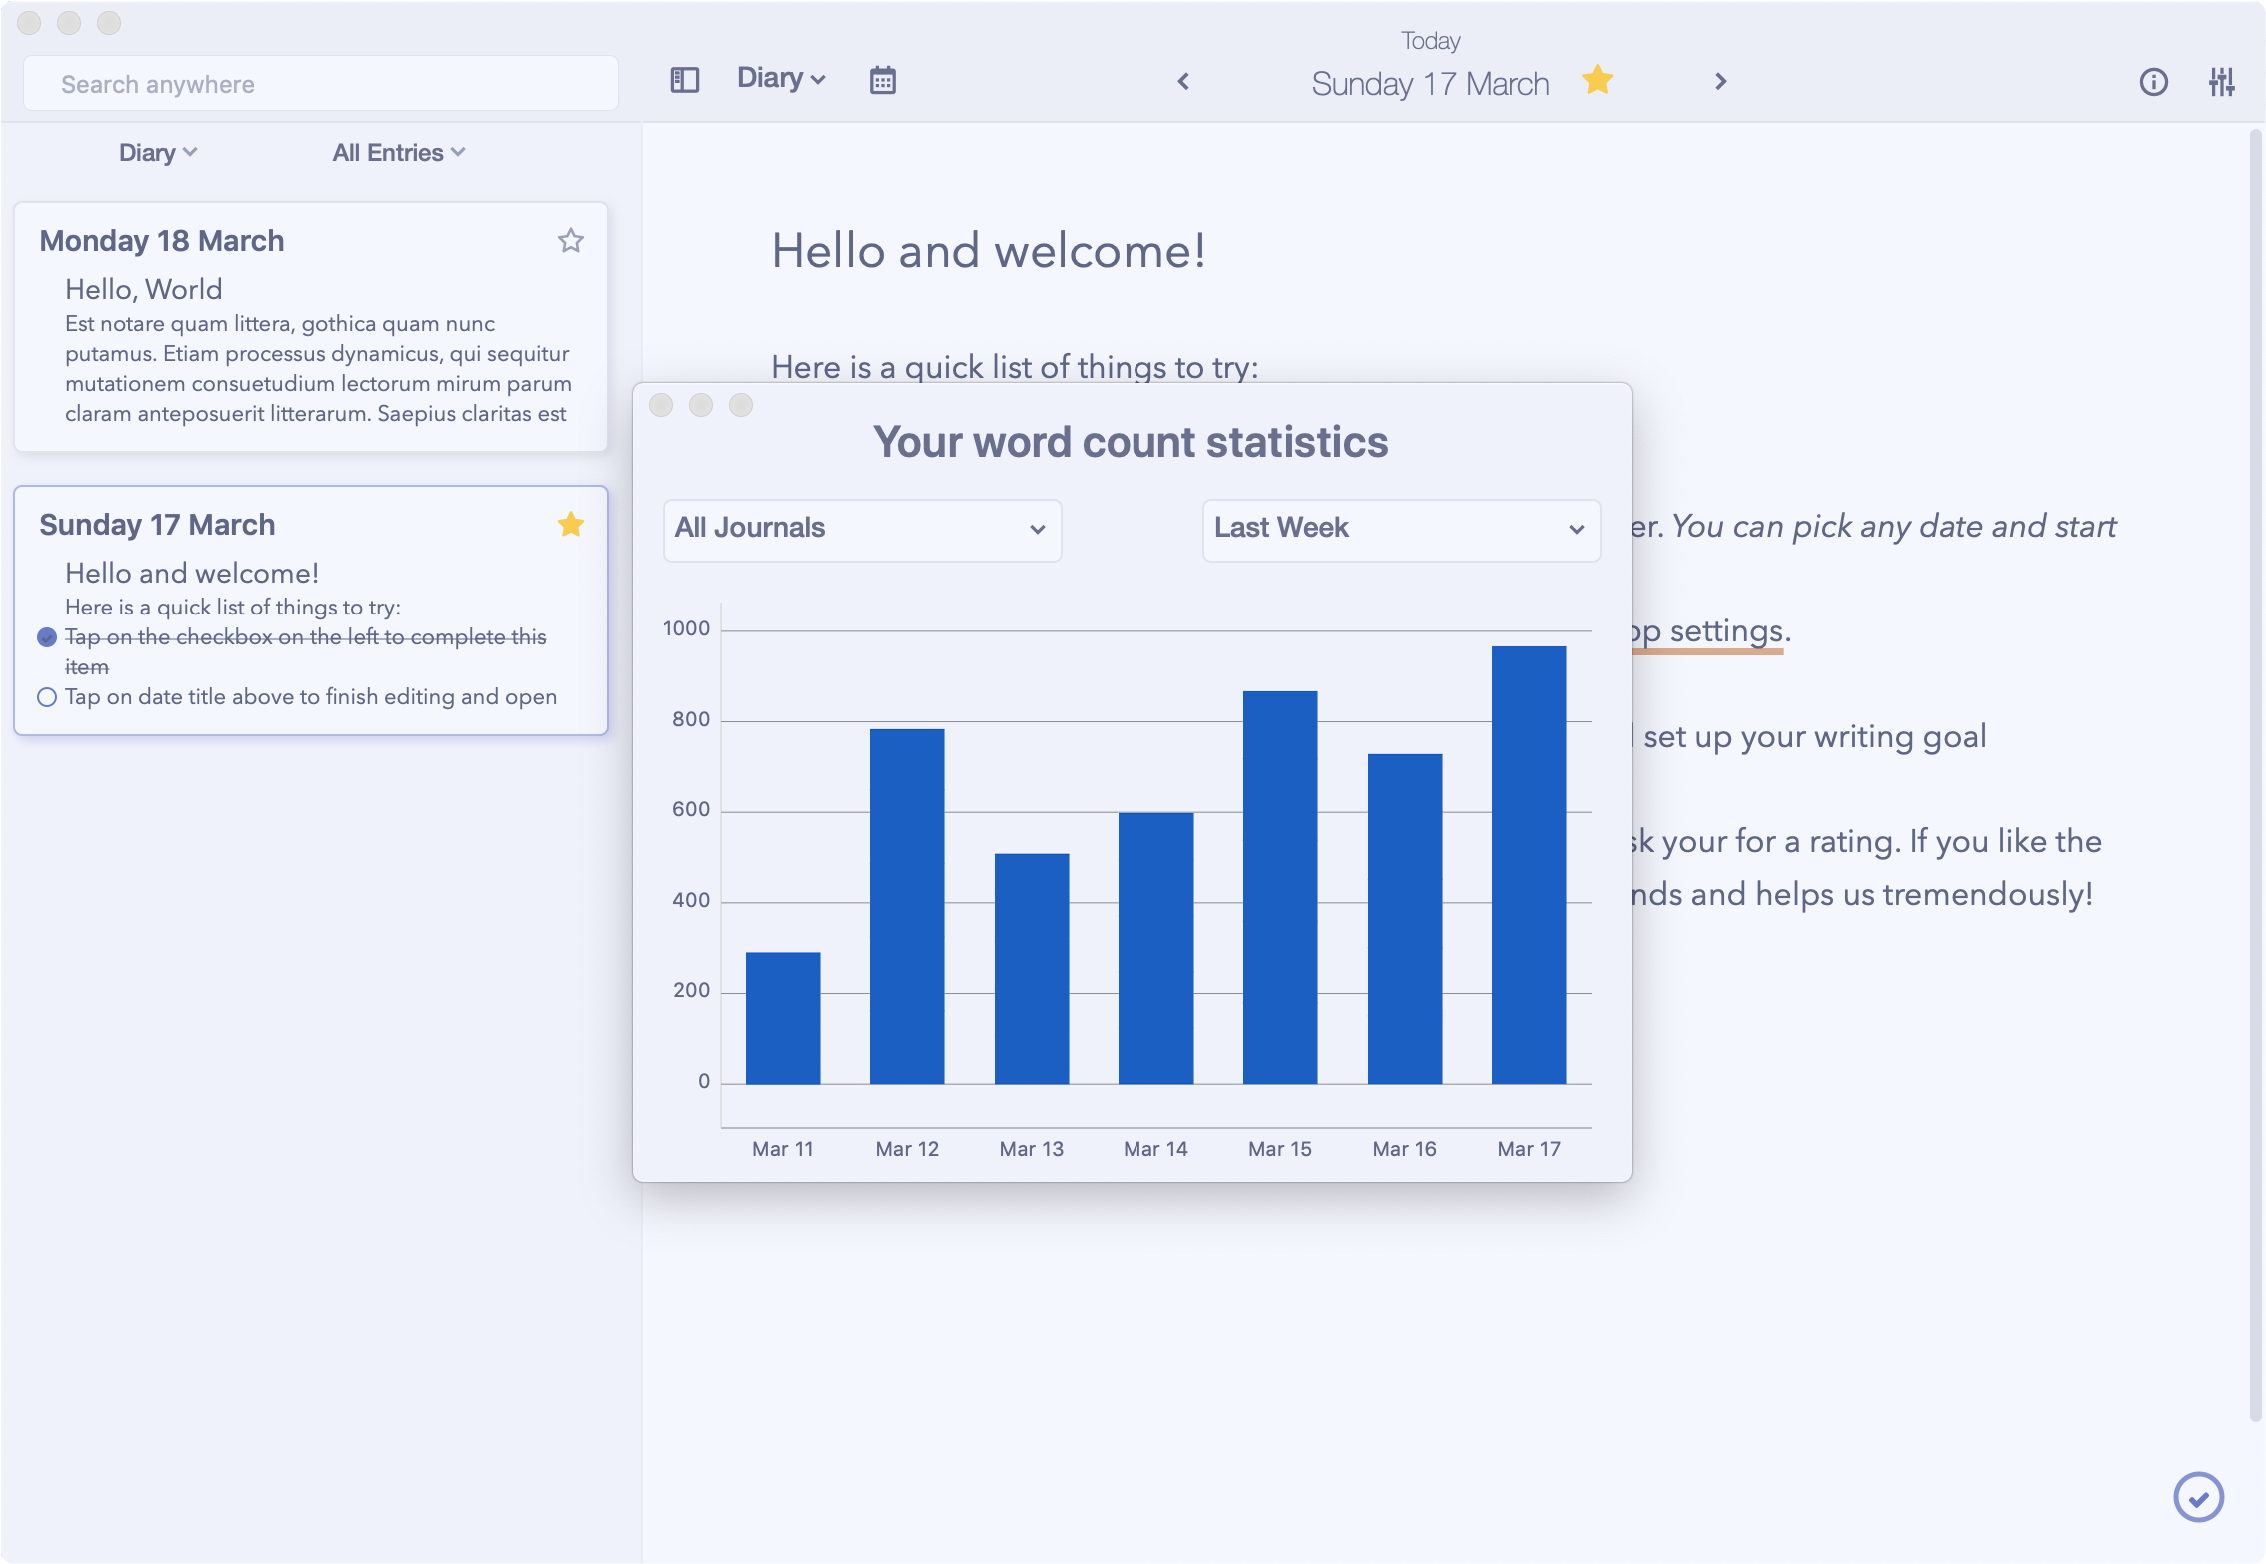 Search anywhere
Diary
Today
Sunday 17 March
Diary
All Entries
Monday 18 March
Hello, World
Est notare quam littera, gothica quam nunc
putamus. Etiam processus dynamicus, qui sequitur
mutationem consuetudium lectorum mirum parum
claram anteposuerit litterarum. Saepius claritas est
Sunday 17 March
Hello and welcome!
Here is a quick list of things to try:
Tap on the checkbox on the left to complete this
item
Tap on date title above to finish editing and open
Hello and welcome!
Here is a quick list of things to try:
er. You can pick any date and start
pp settings.
set up your writing goal
sk your for a rating. If you like the
nds and helps us tremendously!
Your word count statistics
All Journals
Last Week
1000
800
600
400
200
0
Mar 11
Mar 12
Mar 13
Mar 14
Mar 15
Mar 16
Mar 17